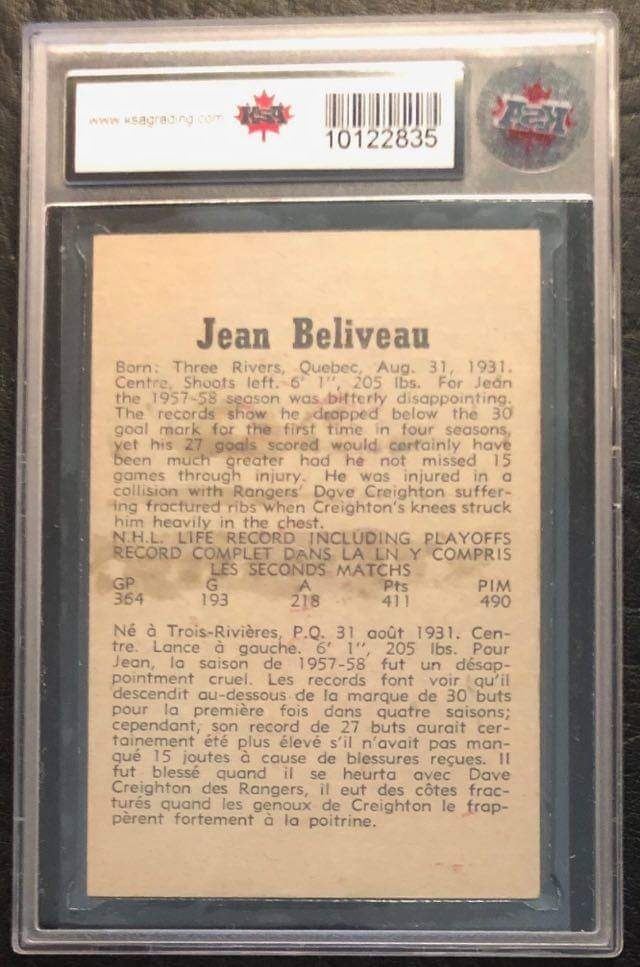 www.ksagrading.com
KSA
10122835
KSA
Jean Beliveau
Born: Three Rivers, Quebec, Aug. 31, 1931.
Centre, Shoots left. 6' 1", 205 lbs. For Jean
the 1957-58 season was bitterly disappointing.
The records show he dropped below the 30
goal mark for the first time in four seasons,
yet his 27 goals scored would certainly have
been much greater had he not missed 15
games through injury. He was injured in a
collision with Rangers' Dave Creighton suffer-
ing fractured ribs when Creighton's knees struck
him heavily in the chest.
N.H.L. LIFE RECORD INCLUDING PLAYOFFS
RECORD COMPLET DANS LA LN Y COMPRIS
LES SECONDS MATCHS
GP G A Pts PIM
364 193 218 411 490
Né à Trois-Rivières, P.Q. 31 août 1931. Cen-
tre. Lance à gauche. 6' 1", 205 lbs. Pour
Jean, la saison de 1957-58 fut un désap-
pointment cruel. Les records font voir qu'il
descendit au-dessous de la marque de 30 buts
pour la première fois dans quatre saisons;
cependant, son record de 27 buts aurait cer-
tainement été plus élevé s'il n'avait pas man-
qué 15 joutes à cause de blessures reçues. Il
fut blessé quand il se heurta avec Dave
Creighton des Rangers, il eut des côtes frac-
turés quand les genoux de Creighton le frap-
pèrent fortement à la poitrine.